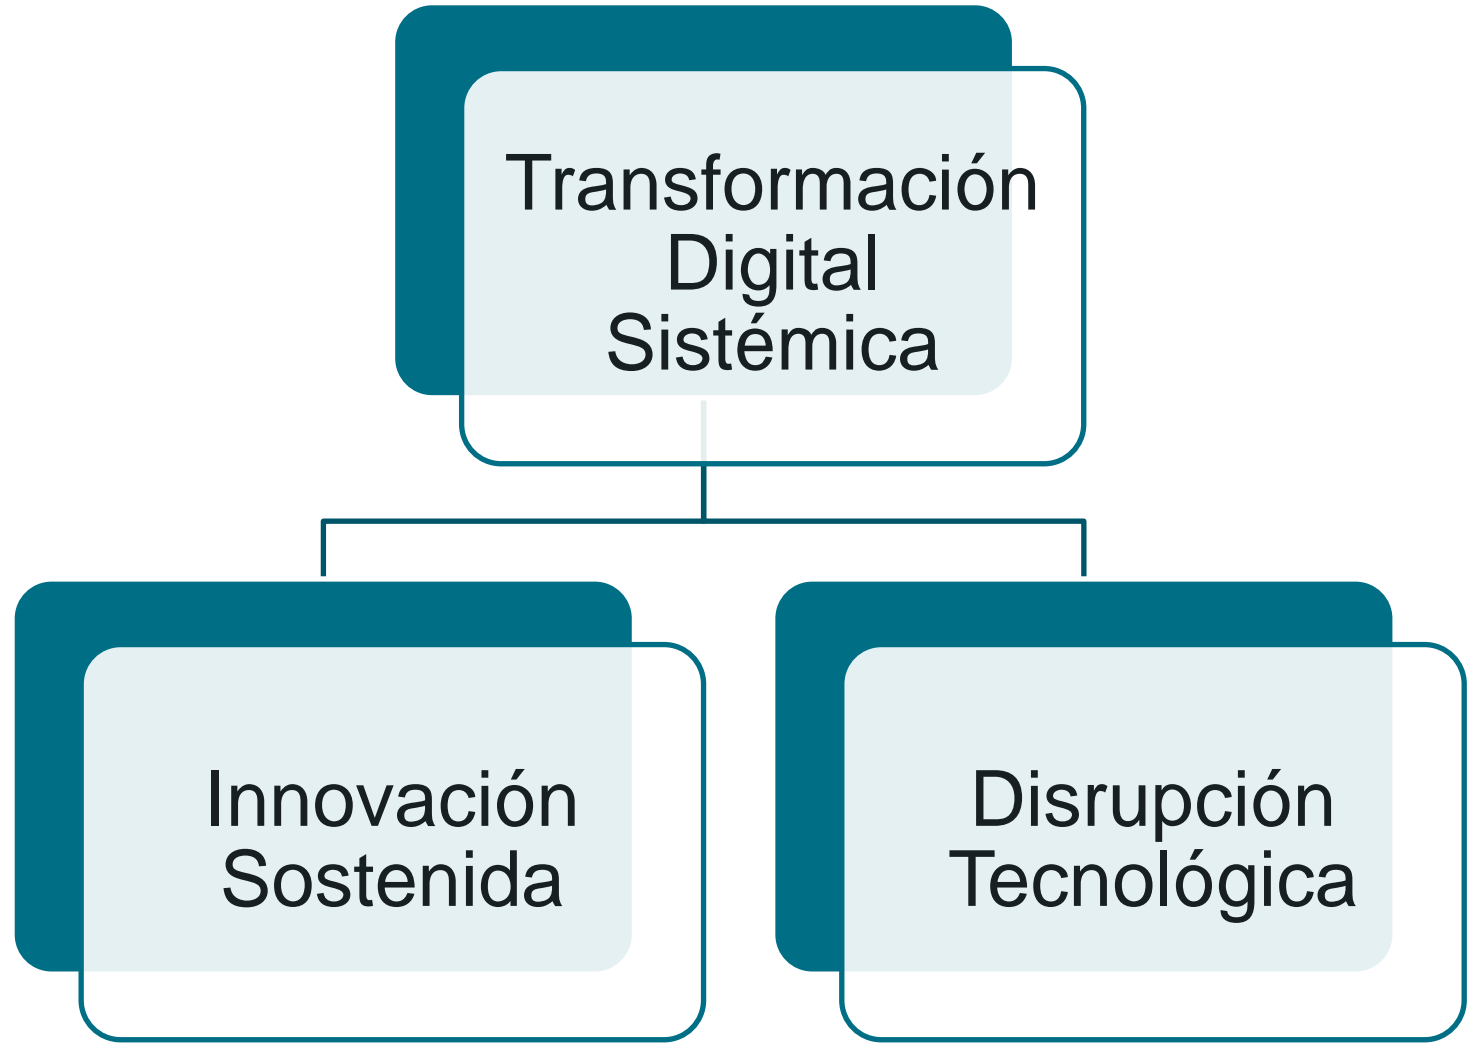 Transformación
Digital
Sistémica
Innovación
Sostenida
Disrupción
Tecnológica